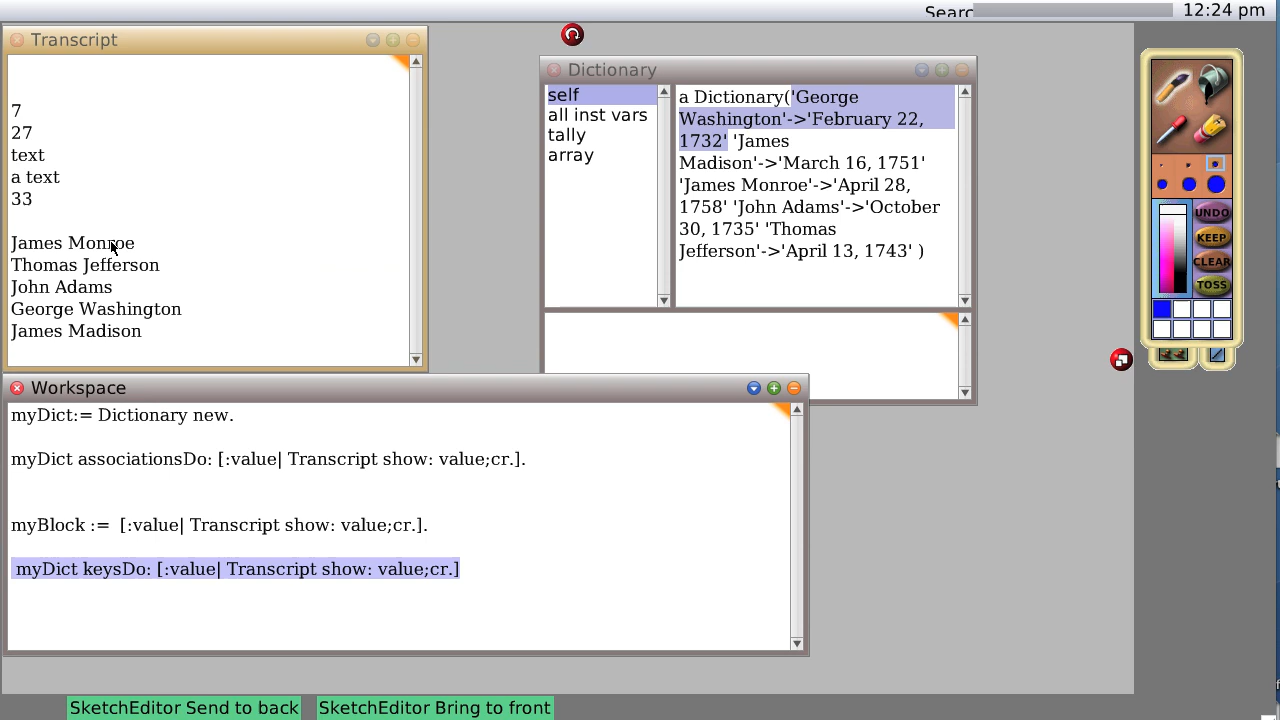 Searc
12:24 pm
Transcript
7
27
text
a text
33
James Monroe
Thomas Jefferson
John Adams
George Washington
James Madison
Dictionary
self
all inst vars
tally
array
a Dictionary('George
Washington'->'February 22,
1732' 'James
Madison'->'March 16, 1751'
'James Monroe'->'April 28,
1758' 'John Adams'->'October
30, 1735' 'Thomas
Jefferson'->'April 13, 1743' )
UNDO
KEEP
CLEAR
TOSS
Workspace
myDict:= Dictionary new.
myDict associationsDo: [:value| Transcript show: value;cr.].
myBlock :=  [:value| Transcript show: value;cr.].
myDict keysDo: [:value| Transcript show: value;cr.]
SketchEditor Send to back
SketchEditor Bring to front